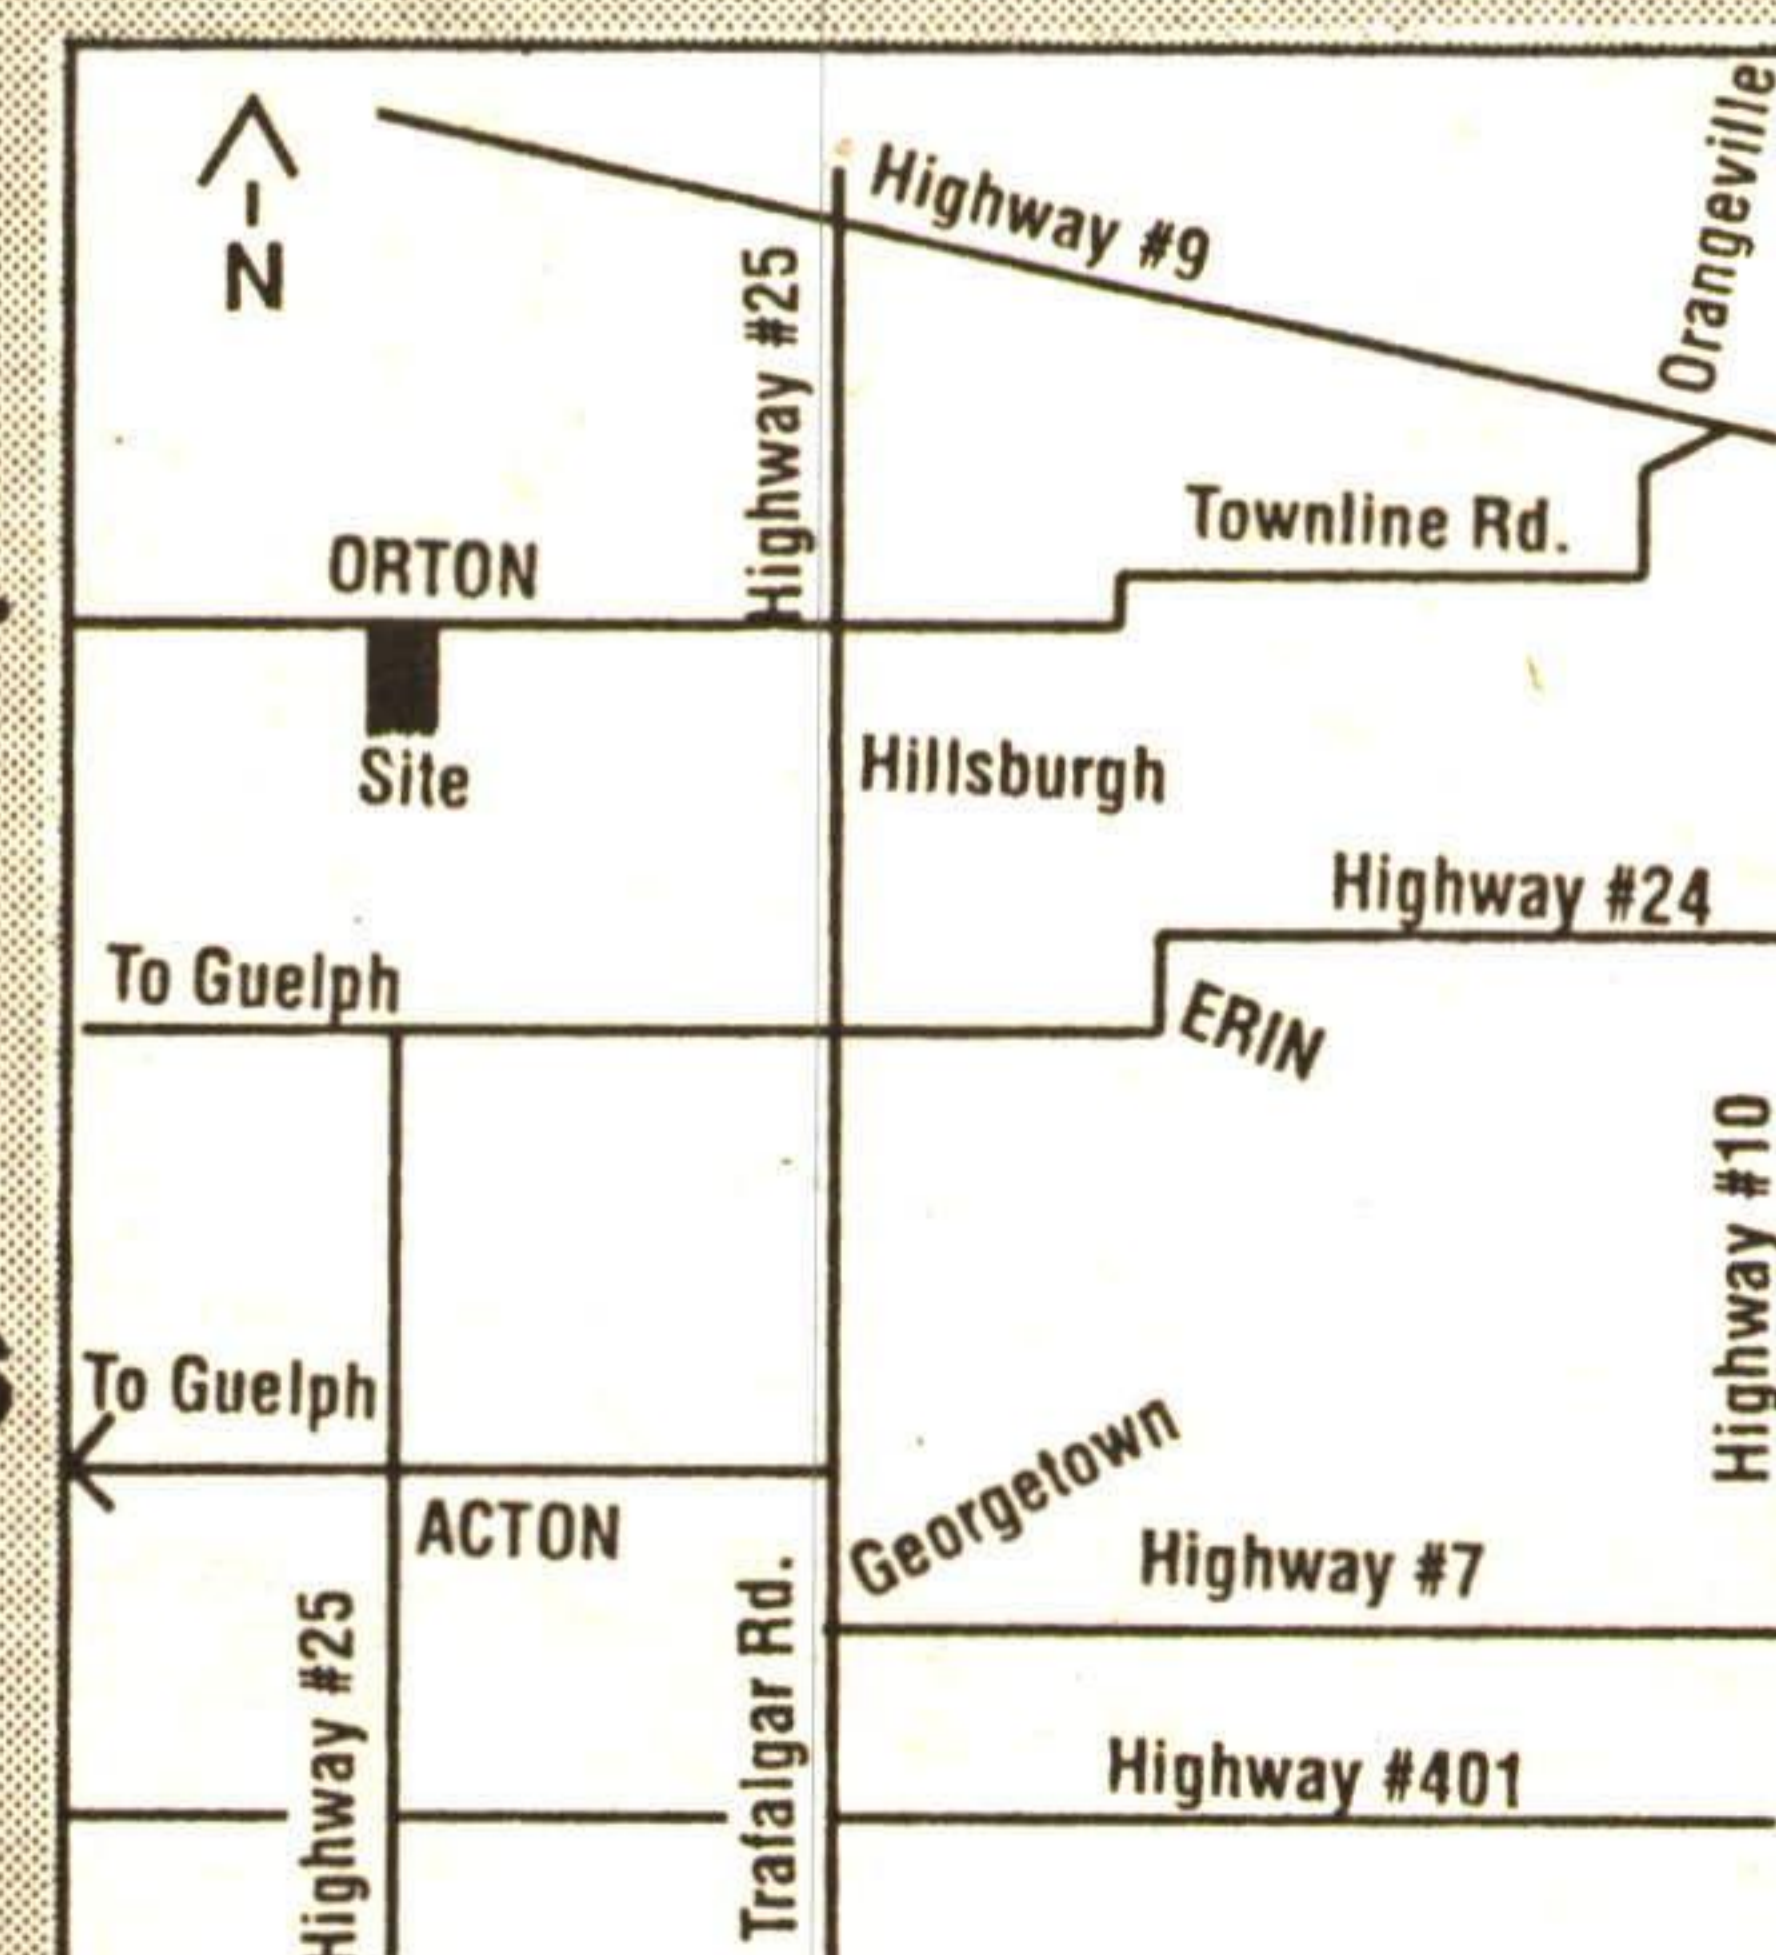 N
Highway #9
Orangeville
Highway #25
Townline Rd.
ORTON
Site
Hillsburgh
Highway #24
To Guelph
ERIN
Highway #10
To Guelph
Georgetown
ACTON
Highway #7
Highway #25
Trafalgar Rd.
Highway #401